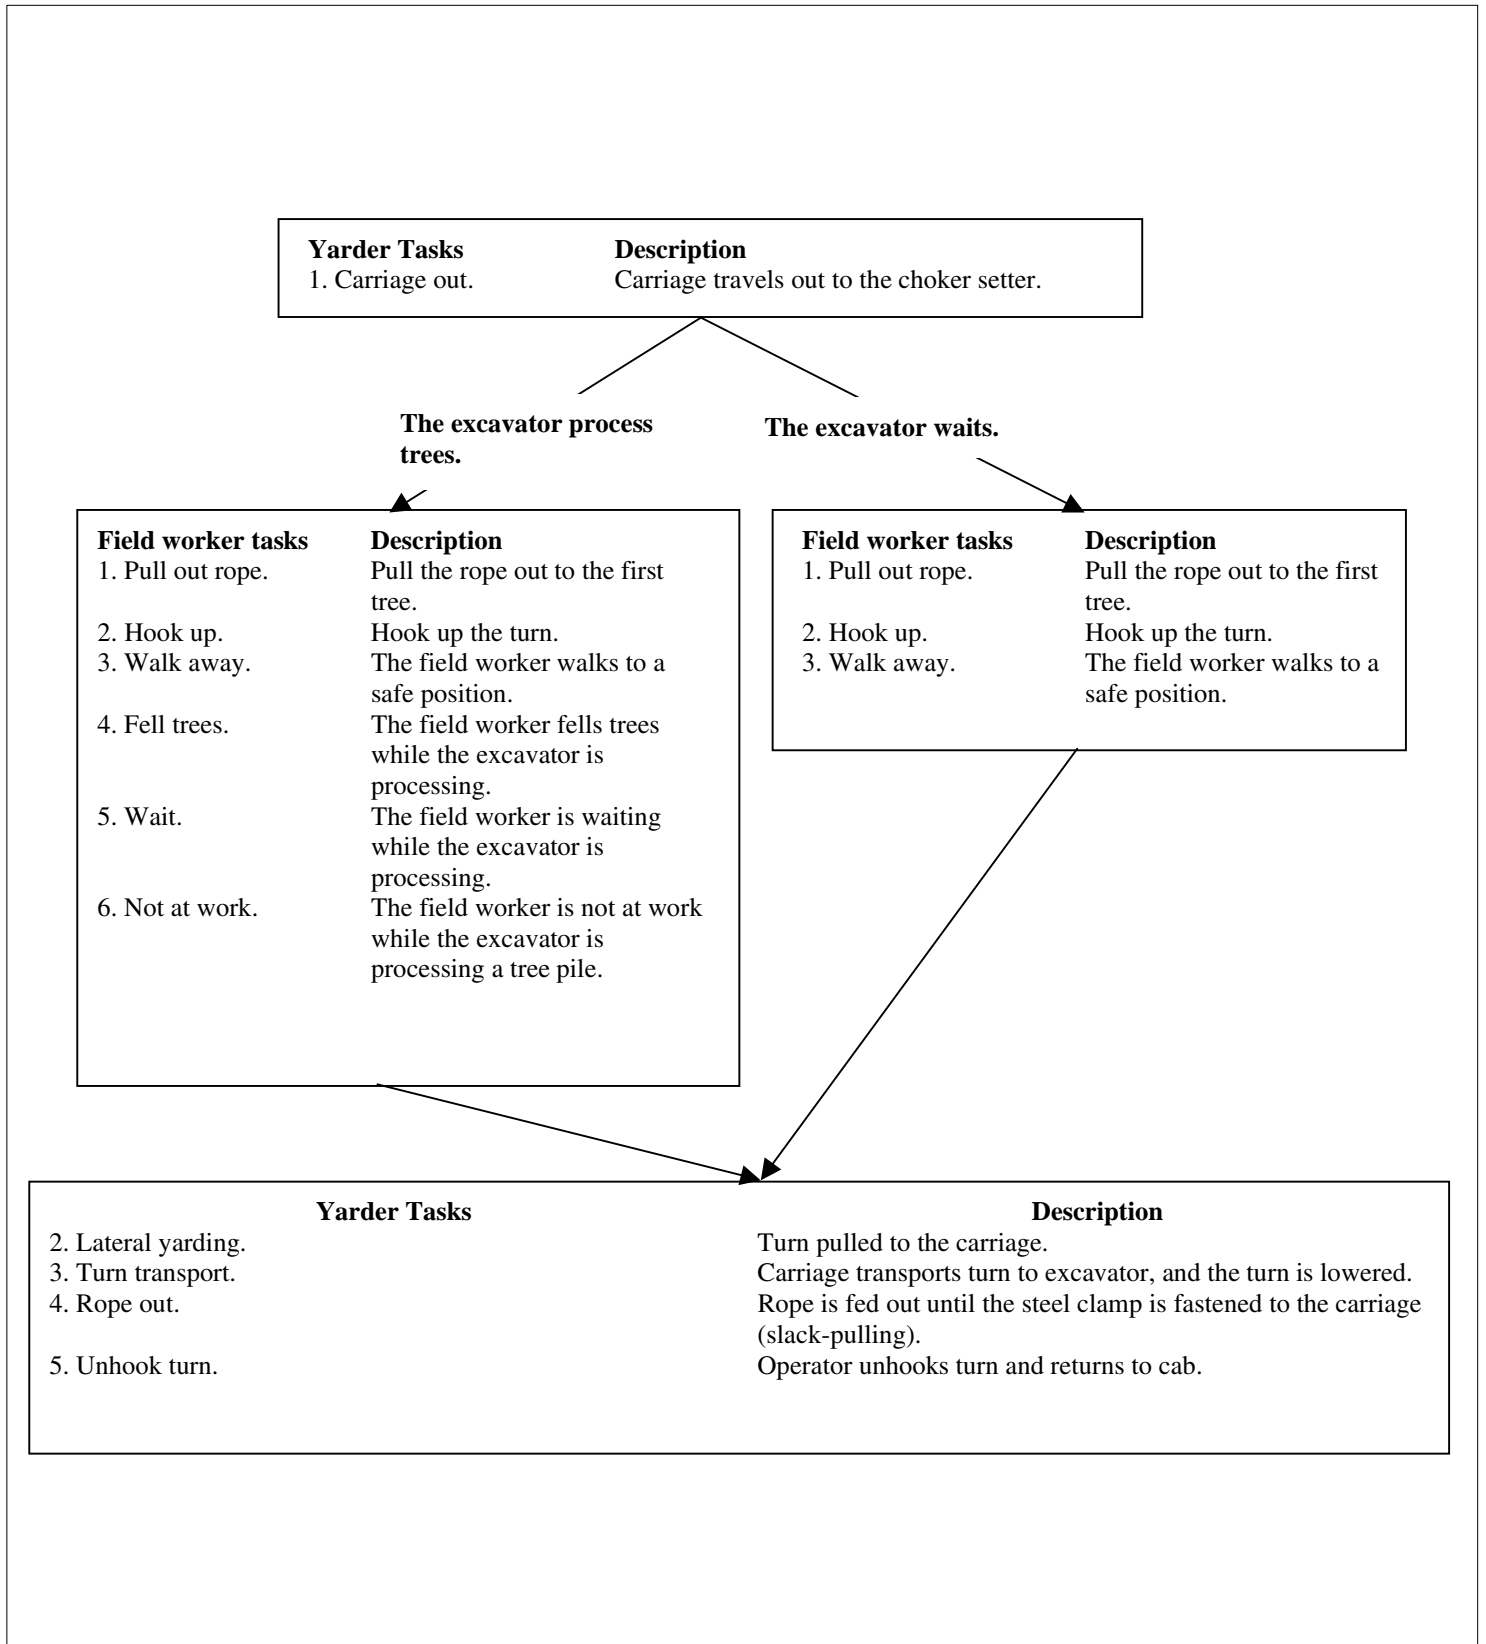 Yarder Tasks Description
1. Carriage out. Carriage travels out to the choker setter.
The excavator process
trees.
The excavator waits.
Field worker tasks Description
1. Pull out rope. Pull the rope out to the first
tree.
2. Hook up. Hook up the turn.
3. Walk away. The field worker walks to a
safe position.
4. Fell trees. The field worker fells trees
while the excavator is
processing.
5. Wait. The field worker is waiting
while the excavator is
processing.
6. Not at work. The field worker is not at work
while the excavator is
processing a tree pile.
Field worker tasks Description
1. Pull out rope. Pull the rope out to the first
tree.
2. Hook up. Hook up the turn.
3. Walk away. The field worker walks to a
safe position.
Yarder Tasks Description
2. Lateral yarding. Turn pulled to the carriage.
3. Turn transport. Carriage transports turn to excavator, and the turn is lowered.
4. Rope out. Rope is fed out until the steel clamp is fastened to the carriage
(slack-pulling).
5. Unhook turn. Operator unhooks turn and returns to cab.